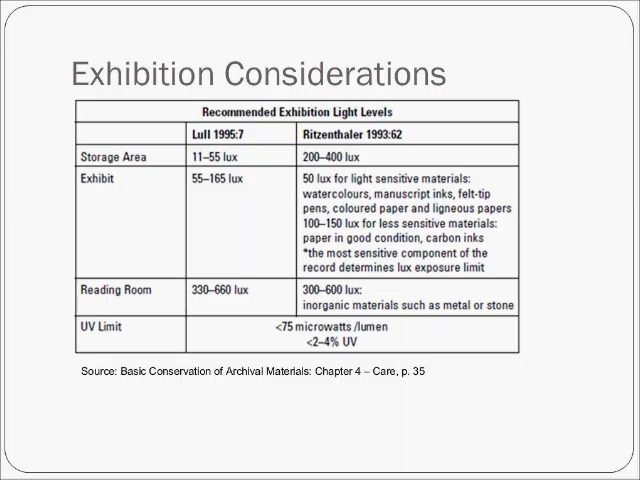 Exhibition Considerations
Recommended Exhibition Light Levels
Lull 1995:7 Ritzenthaler 1993:62
Storage Area 11–55 lux 200–400 lux
Exhibit 55–165 lux 50 lux for light sensitive materials:
watercolours, manuscript inks, felt-tip
pens, coloured paper and ligneous papers
100–150 lux for less sensitive materials:
paper in good condition, carbon inks
*the most sensitive component of the
record determines lux exposure limit
Reading Room 330–660 lux 300–600 lux:
inorganic materials such as metal or stone
UV Limit <75 microwatts /lumen
<2–4% UV
Source: Basic Conservation of Archival Materials: Chapter 4 – Care, p. 35